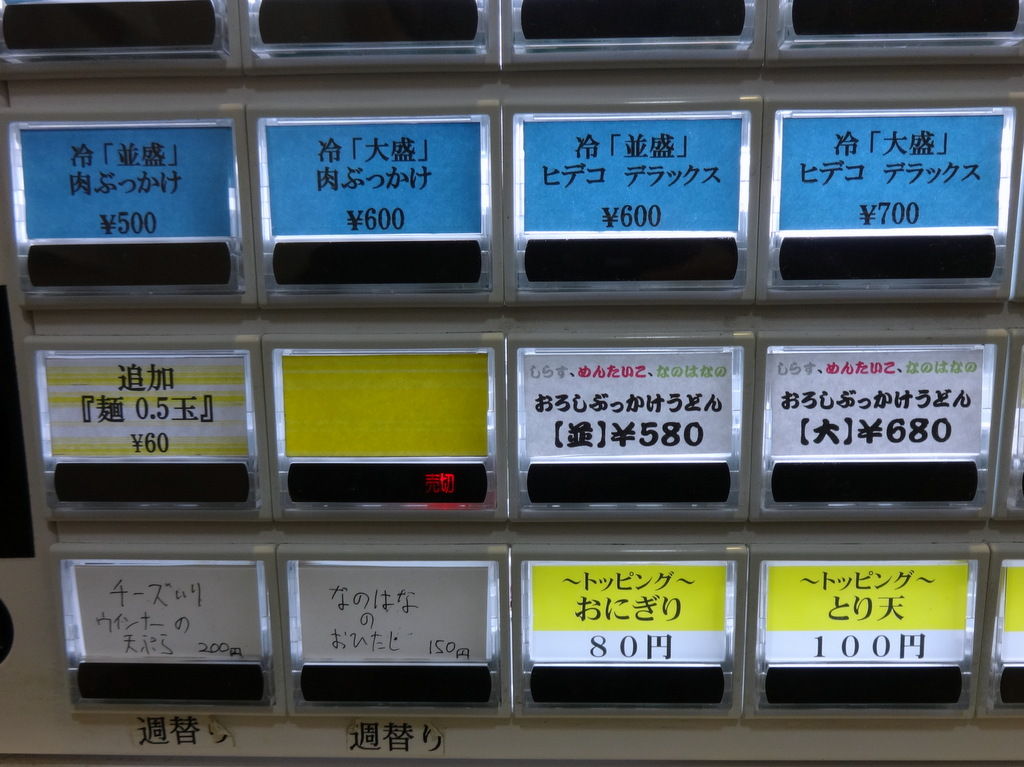 冷「並盛」
肉ぶっかけ
¥500
冷「大盛」
肉ぶっかけ
¥600
冷「並盛」
ヒデコ デラックス
¥600
冷「大盛」
ヒデコ デラックス
¥700
追加
『麺 0.5玉』
¥60
売切
しらす、めんたいこ、なのはなの
おろしぶっかけうどん
【並】¥580
しらす、めんたいこ、なのはなの
おろしぶっかけうどん
【大】¥680
チーズいり
ウインナーの
天ぷら 200円
なのはな
の
おひたし 150円
~トッピング~
おにぎり
80円
~トッピング~
とり天
100円
週替り
週替り